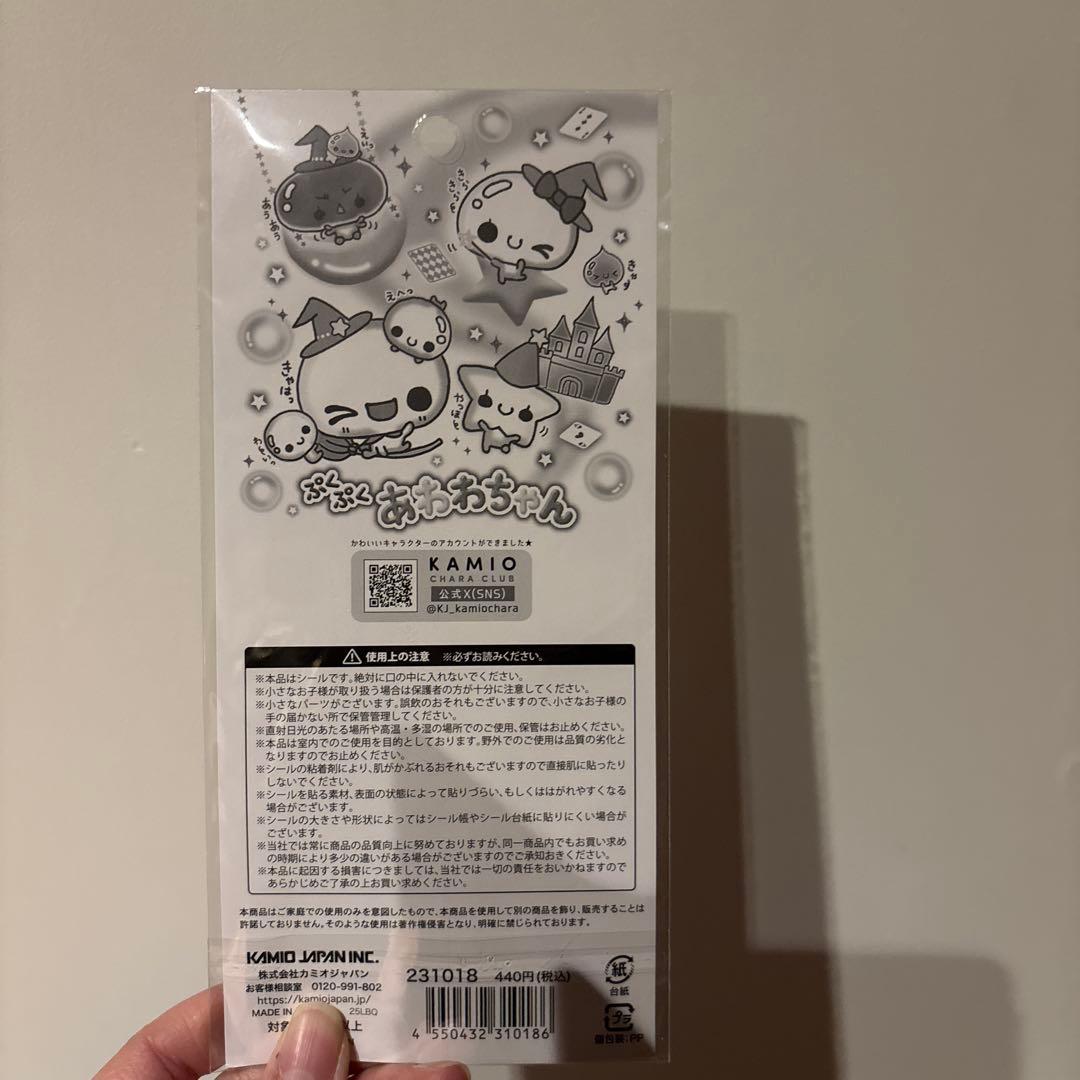 えいっ
あうあう
きららを
きゃす
えへっ
きゃはっ
やっほぉ
ぷくぷく
あわわちゃん
かわいいキャラクターのアカウントができました★
KAMIO
CHARA CLUB
公式X(SNS)
@KJ_kamiochara
使用上の注意 ※必ずお読みください。
※本品はシールです。絶対に口の中に入れないでください。
※小さなお子様が取り扱う場合は保護者の方が十分に注意してください。
※小さなパーツがございます。誤飲のおそれもございますので、小さなお子様の
手の届かない所で保管管理してください。
※直射日光のあたる場所や高温・多湿の場所でのご使用、保管はお止めください。
※本品は室内でのご使用を目的としております。野外でのご使用は品質の劣化と
なりますのでお止めください。
※シールの粘着剤により、肌がかぶれるおそれもございますので直接肌に貼ったり
しないでください。
※シールを貼る素材、表面の状態によって貼りづらい、もしくははがれやすくなる
場合がございます。
※シールの大きさや形状によってはシール帳やシール台紙に貼りにくい場合が
ございます。
※当社では常に商品の品質向上に努めておりますが、同一商品内でもお買い求め
の時期により多少の違いがある場合がございますのでご承知おきください。
※本品に起因する損害につきましては、当社では一切の責任をおいかねますので
あらかじめご了承の上お買い求めください。
本商品はご家庭での使用のみを意図したもので、本商品を使用して別の商品を飾り、販売することは
許諾しておりません。そのような使用は著作権侵害となり、明確に禁じられております。
KAMIO JAPAN INC.
株式会社カミオジャパン
お客様相談室 0120-991-802
https://kamiojapan.jp/
MADE IN
25LBQ
対象
以上
231018 440円(税込)
4 550432 310186
紙
台紙
プラ
個包装:PP